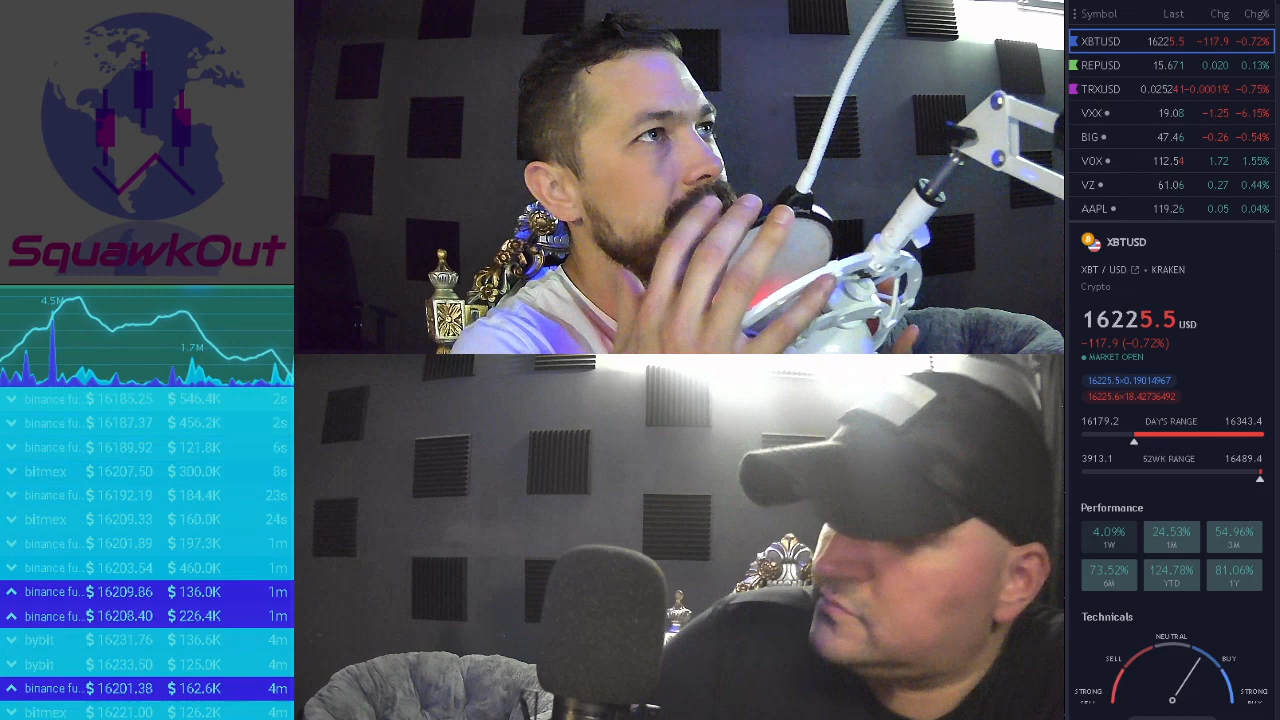 SquawkOut
4.5M
1.7M
binance fu.. $ 16185.25 $ 546.4K 2s
binance fu.. $ 16187.37 $ 456.2K 2s
binance fu.. $ 16189.92 $ 121.8K 6s
bitmex $ 16207.50 $ 300.0K 8s
binance fu.. $ 16192.19 $ 184.4K 23s
bitmex $ 16209.33 $ 160.0K 24s
binance fu.. $ 16201.89 $ 197.3K 1m
binance fu.. $ 16203.54 $ 460.0K 1m
binance fu.. $ 16209.86 $ 136.0K 1m
binance fu.. $ 16208.40 $ 226.4K 1m
bybit $ 16231.76 $ 136.6K 4m
bybit $ 16233.50 $ 125.0K 4m
binance fu.. $ 16201.38 $ 162.6K 4m
bitmex $ 16221.00 $ 126.2K 4m
Symbol Last Chg Chg%
XBTUSD 16225.5 −117.9 −0.72%
REPUSD 15.671 0.020 0.13%
TRXUSD 0.025241 −0.00019 −0.75%
VXX 19.08 −1.25 −6.15%
BIG 47.46 −0.26 −0.54%
VOX 112.54 1.72 1.55%
VZ 61.06 0.27 0.44%
AAPL 119.26 0.05 0.04%
XBTUSD
XBT / USD • KRAKEN
Crypto
16225.5 USD
−117.9 (−0.72%)
MARKET OPEN
16225.5×0.19014967
16225.6×18.42736492
16179.2 DAY'S RANGE 16343.4
3913.1 52WK RANGE 16489.4
Performance
4.09% 24.53% 54.96%
1W 1M 3M
73.52% 124.78% 81.06%
6M YTD 1Y
Technicals
NEUTRAL
SELL BUY
STRONG STRONG